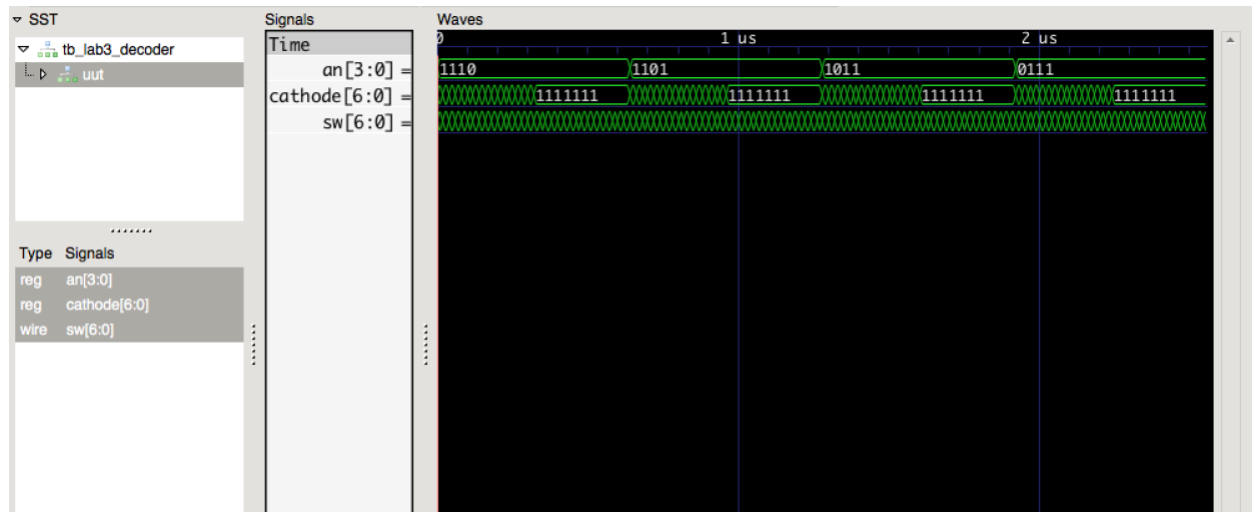 SST
tb_lab3_decoder
uut
Type Signals
reg an[3:0]
reg cathode[6:0]
wire sw[6:0]
Signals
Time
an[3:0] =
cathode[6:0] =
sw[6:0] =
Waves
0 1 us 2 us
1110 1101 1011 0111
1111111 1111111 1111111 1111111